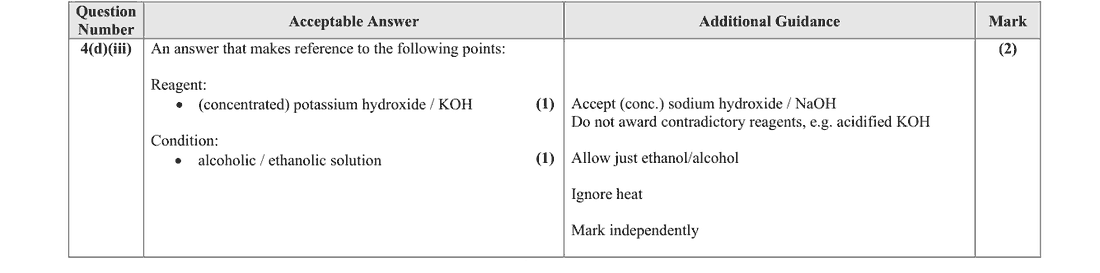 Question Number
Acceptable Answer
Additional Guidance
Mark
4(d)(iii)
An answer that makes reference to the following points:
(2)
Reagent:
• (concentrated) potassium hydroxide / KOH (1)
Accept (conc.) sodium hydroxide / NaOH
Do not award contradictory reagents, e.g. acidified KOH
Condition:
• alcoholic / ethanolic solution (1)
Allow just ethanol/alcohol
Ignore heat
Mark independently